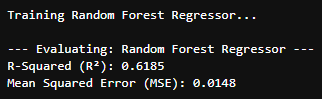 Training Random Forest Regressor...
--- Evaluating: Random Forest Regressor ---
R-Squared (R²): 0.6185
Mean Squared Error (MSE): 0.0148